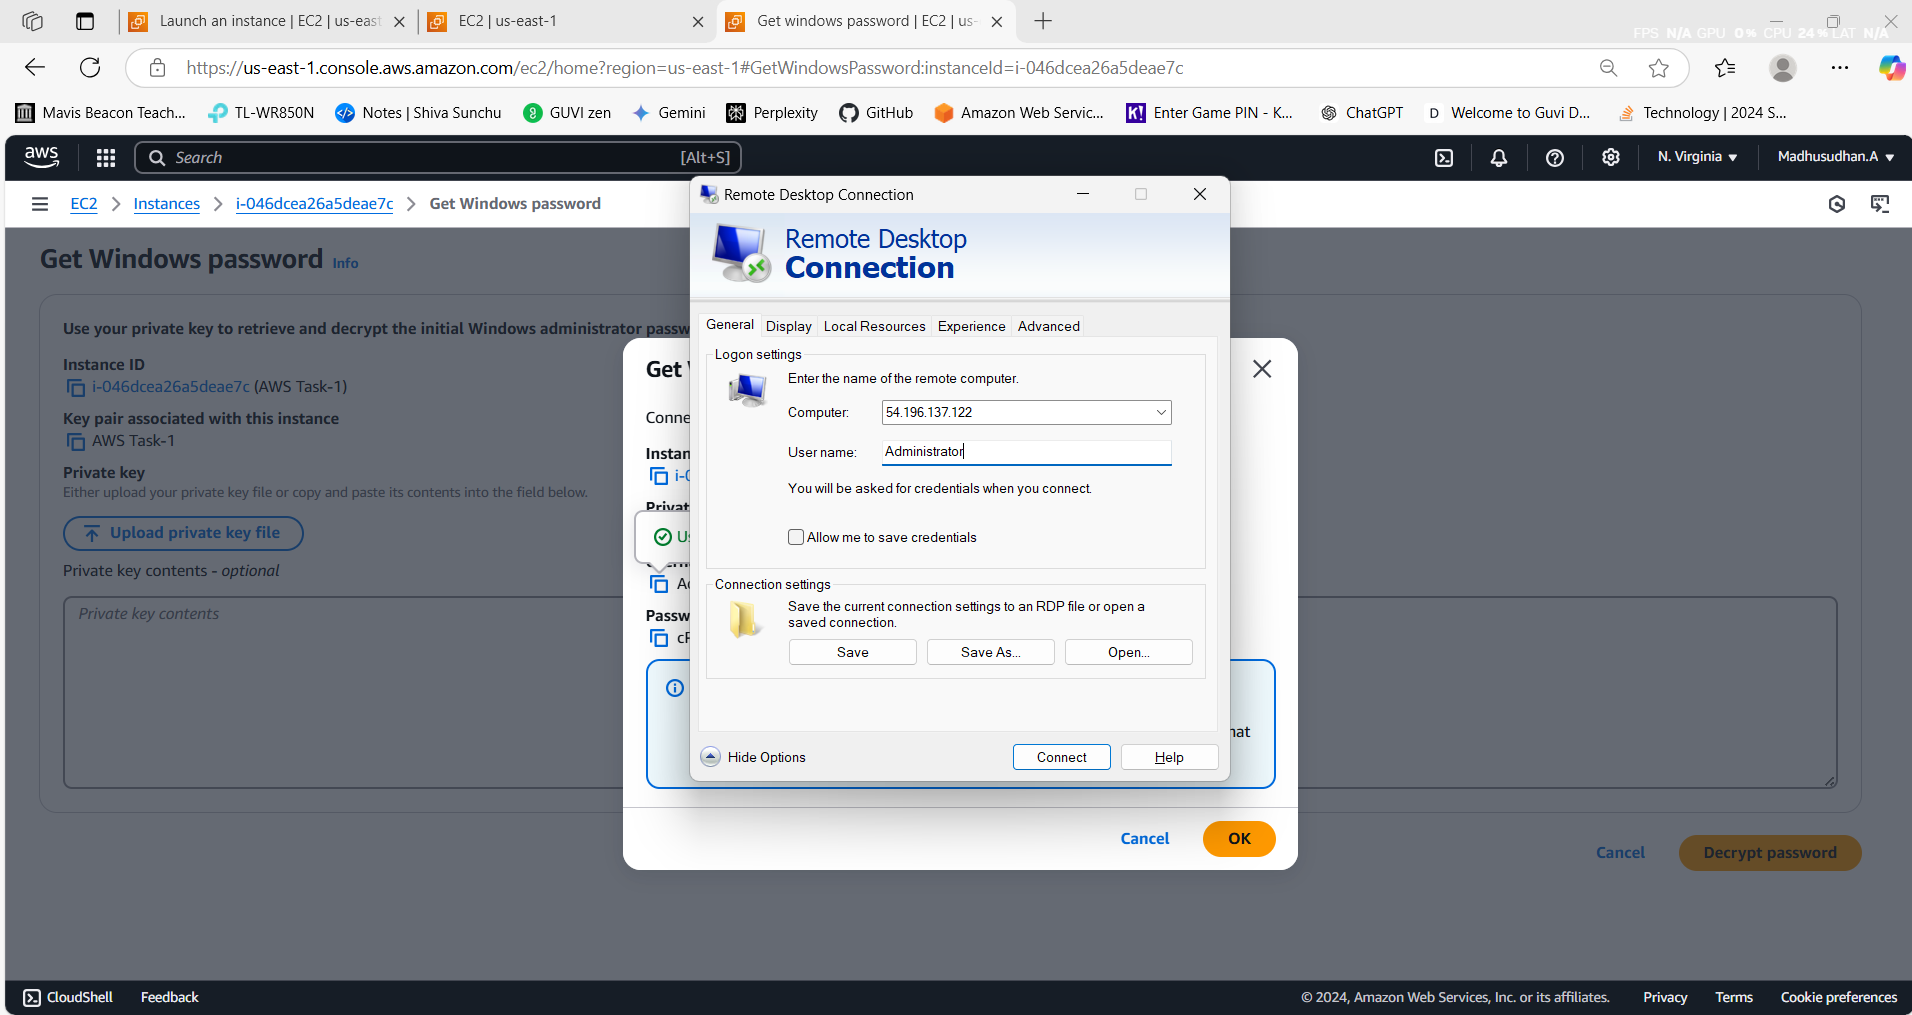 Launch an instance | EC2 | us-east
EC2 | us-east-1
Get windows password | EC2 | us-
FPS N/A GPU 0% CPU 24% LAT N/A
https://us-east-1.console.aws.amazon.com/ec2/home?region=us-east-1#GetWindowsPassword:instanceId=i-046dcea26a5deae7c
Mavis Beacon Teach...
TL-WR850N
Notes | Shiva Sunchu
GUVI zen
Gemini
Perplexity
GitHub
Amazon Web Servic...
K!
Enter Game PIN - K...
ChatGPT
D
Welcome to Guvi D...
Technology | 2024 S...
aws
Search
[Alt+S]
N. Virginia
Madhusudhan.A
EC2
Instances
i-046dcea26a5deae7c
Get Windows password
Get Windows password
Info
Use your private key to retrieve and decrypt the initial Windows administrator passw
Instance ID
i-046dcea26a5deae7c (AWS Task-1)
Key pair associated with this instance
AWS Task-1
Private key
Either upload your private key file or copy and paste its contents into the field below.
Upload private key file
Private key contents - optional
Private key contents
Get
Conne
Instan
i-0
Privat
Us
Ad
Passw
hat
Cancel
OK
Remote Desktop Connection
Remote Desktop
Connection
General
Display
Local Resources
Experience
Advanced
Logon settings
Enter the name of the remote computer.
Computer:
54.196.137.122
User name:
Administrator
You will be asked for credentials when you connect.
Allow me to save credentials
Connection settings
Save the current connection settings to an RDP file or open a
saved connection.
Save
Save As...
Open...
Hide Options
Connect
Help
Cancel
Decrypt password
CloudShell
Feedback
© 2024, Amazon Web Services, Inc. or its affiliates.
Privacy
Terms
Cookie preferences